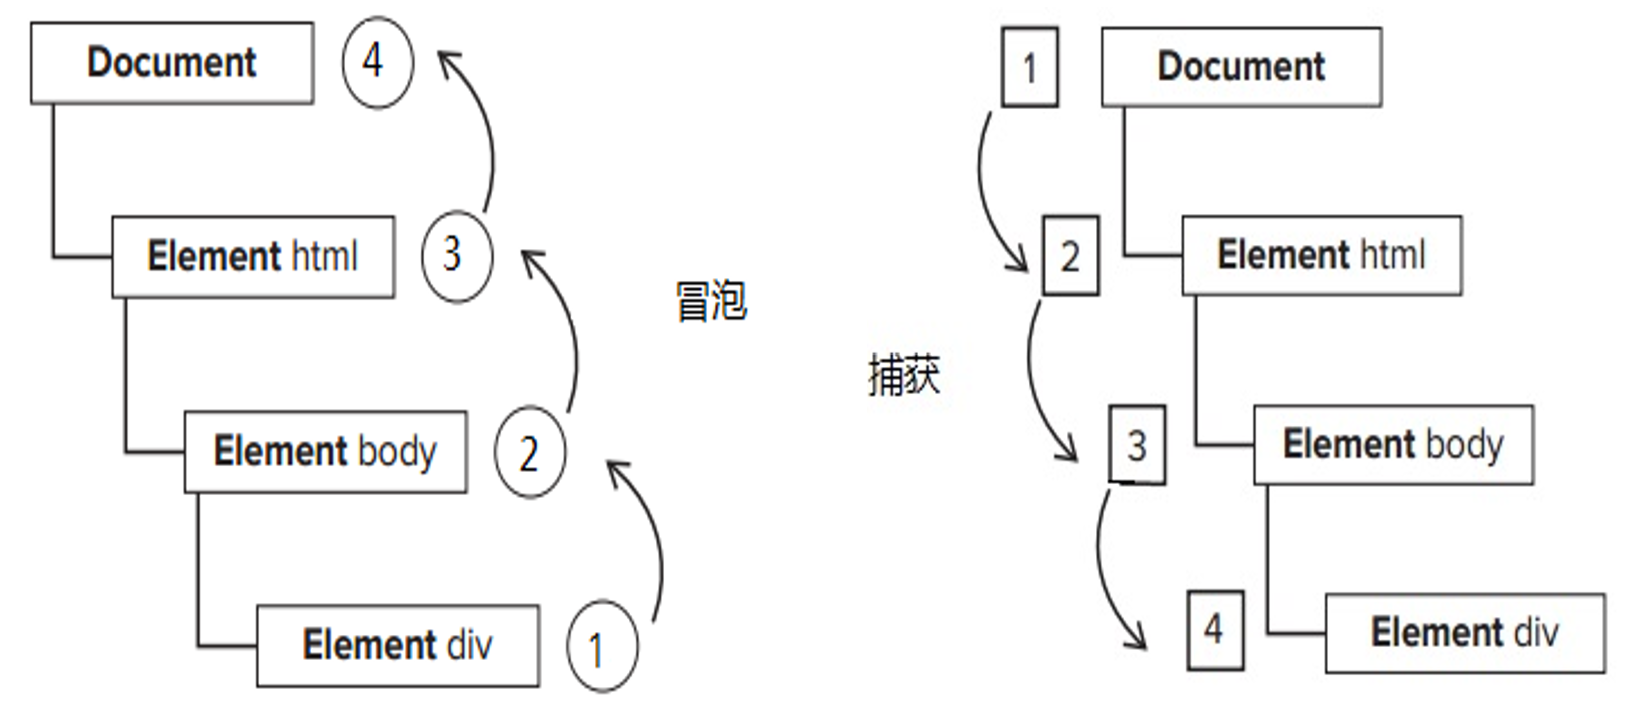 Document 4
Element html 3
Element body 2
Element div 1
冒泡
1 Document
2 Element html
捕获
3 Element body
4 Element div